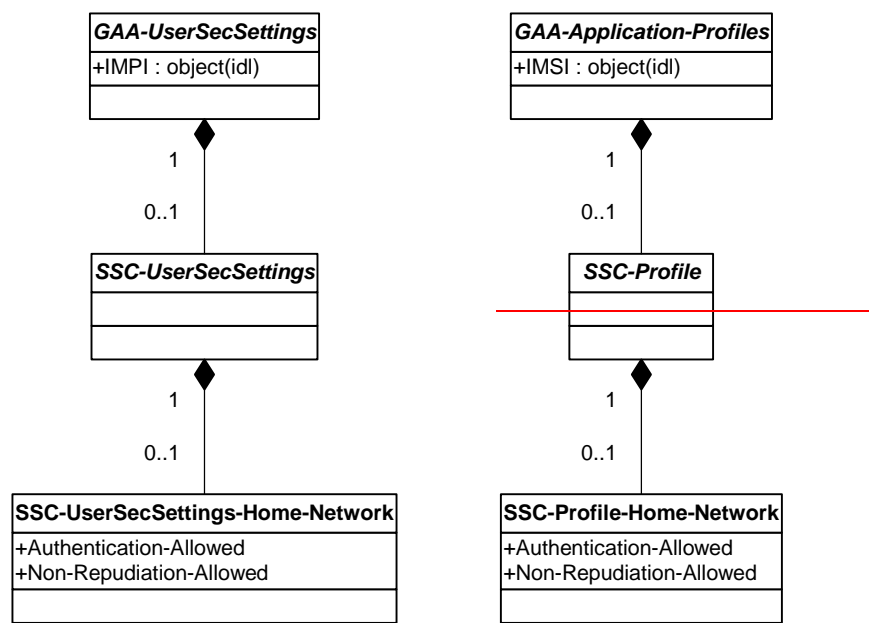 GAA-UserSecSettings
+IMPI : object(idl)
1
0..1
SSC-UserSecSettings
1
0..1
SSC-UserSecSettings-Home-Network
+Authentication-Allowed
+Non-Repudiation-Allowed
GAA-Application-Profiles
+IMSI : object(idl)
1
0..1
SSC-Profile
1
0..1
SSC-Profile-Home-Network
+Authentication-Allowed
+Non-Repudiation-Allowed